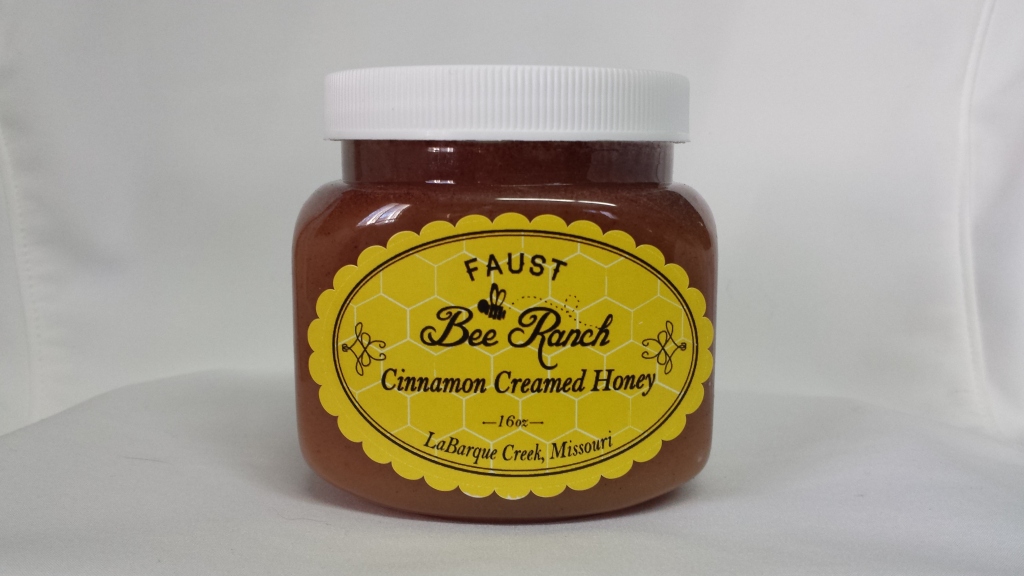 FAUST
Bee Ranch
Cinnamon Creamed Honey
—16oz—
LaBarque Creek, Missouri